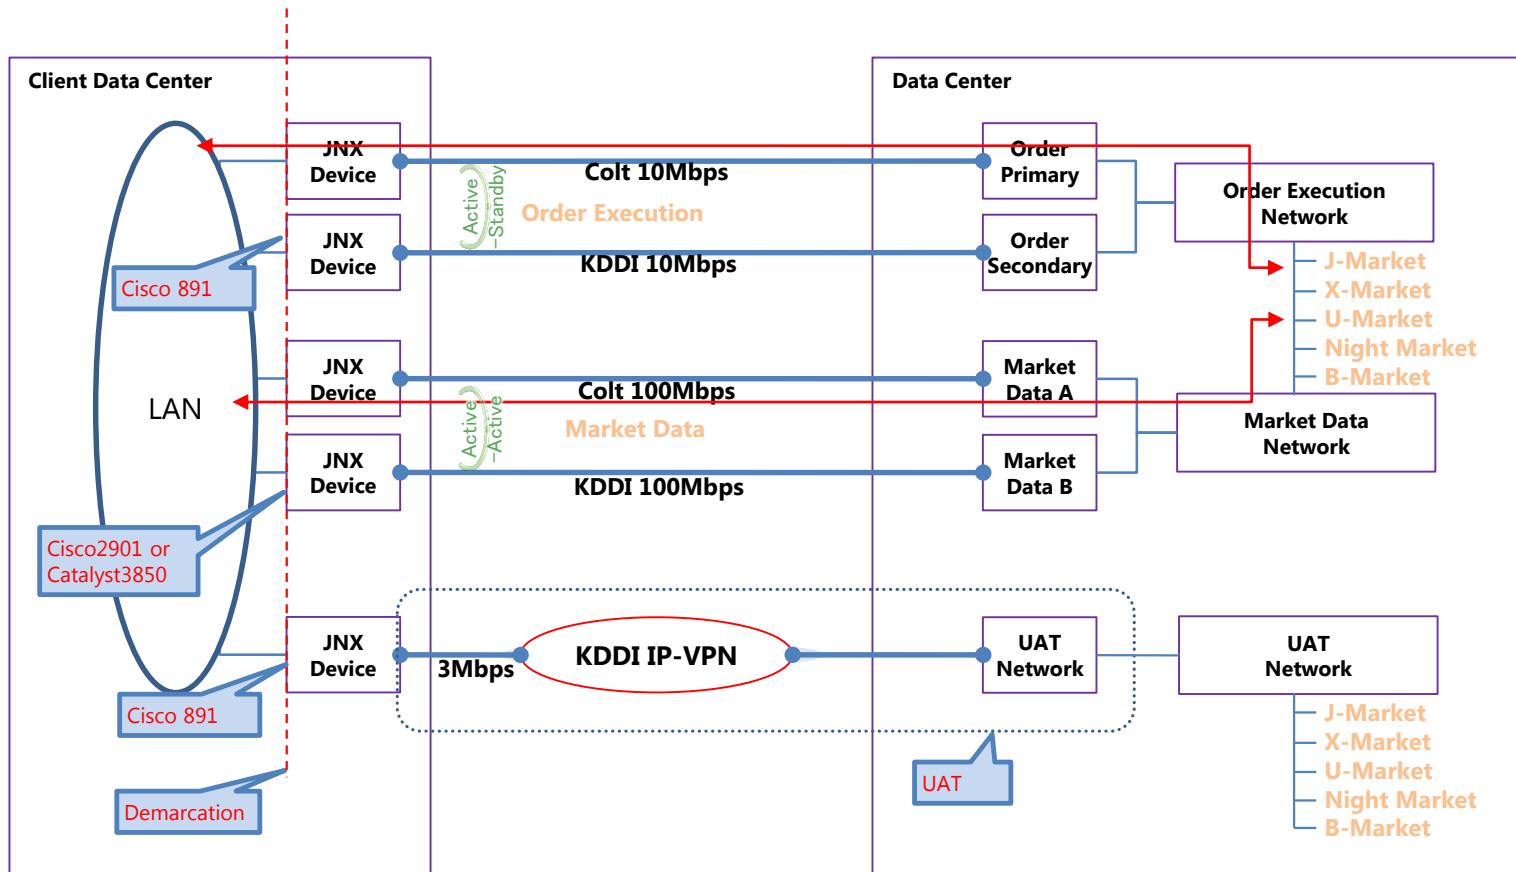 Client Data Center
Data Center
JNX
Device
Colt 10Mbps
Order
Primary
Active
-Standby
Order Execution
Order Execution
Network
JNX
Device
KDDI 10Mbps
Order
Secondary
Cisco 891
J-Market
X-Market
U-Market
Night Market
B-Market
JNX
Device
Colt 100Mbps
Market
Data A
LAN
Active
-Active
Market Data
Market Data
Network
JNX
Device
KDDI 100Mbps
Market
Data B
Cisco2901 or
Catalyst3850
JNX
Device
3Mbps
KDDI IP-VPN
UAT
Network
UAT
Network
Cisco 891
J-Market
X-Market
U-Market
Night Market
B-Market
UAT
Demarcation